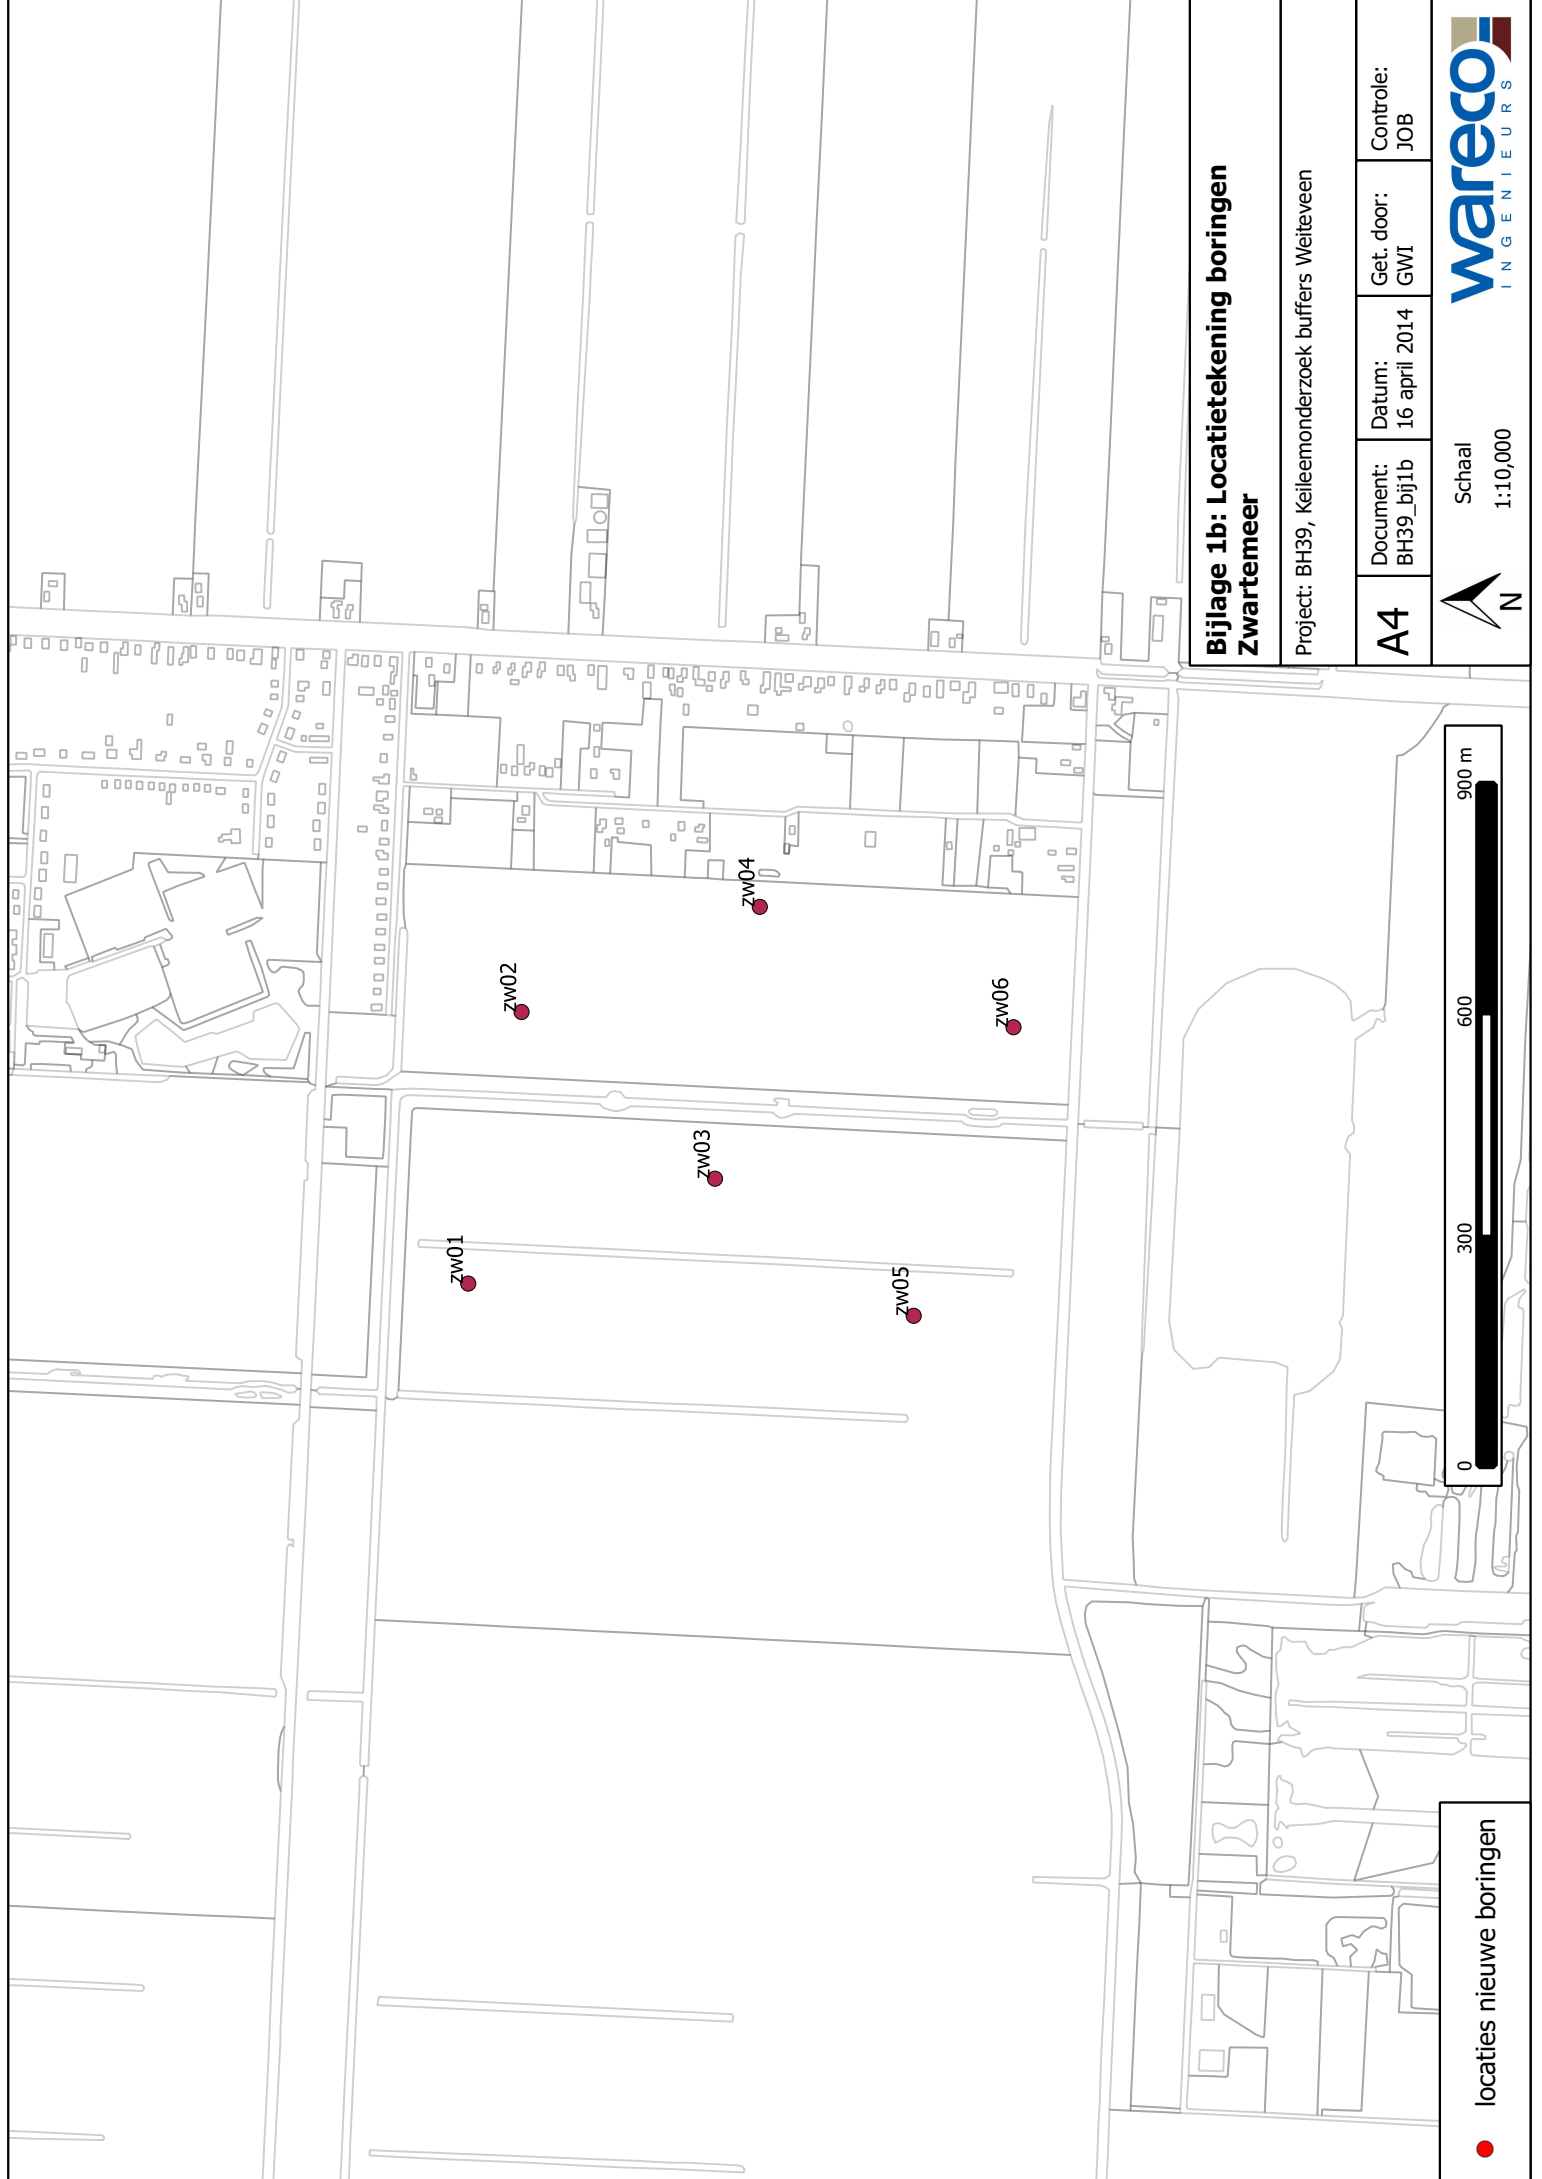 zw04
zw02
zw06
zw03
zw01
zw05
Bijlage 1b: Locatietekening boringen
Zwartemeer
Project: BH39, Keileemonderzoek buffers Weiteveen
A4
Document:
BH39_bij1b
Datum:
16 april 2014
Get. door:
GWI
Controle:
JOB
N
Schaal
1:10,000
wareco
INGENIEURS
0 300 600 900 m
locaties nieuwe boringen